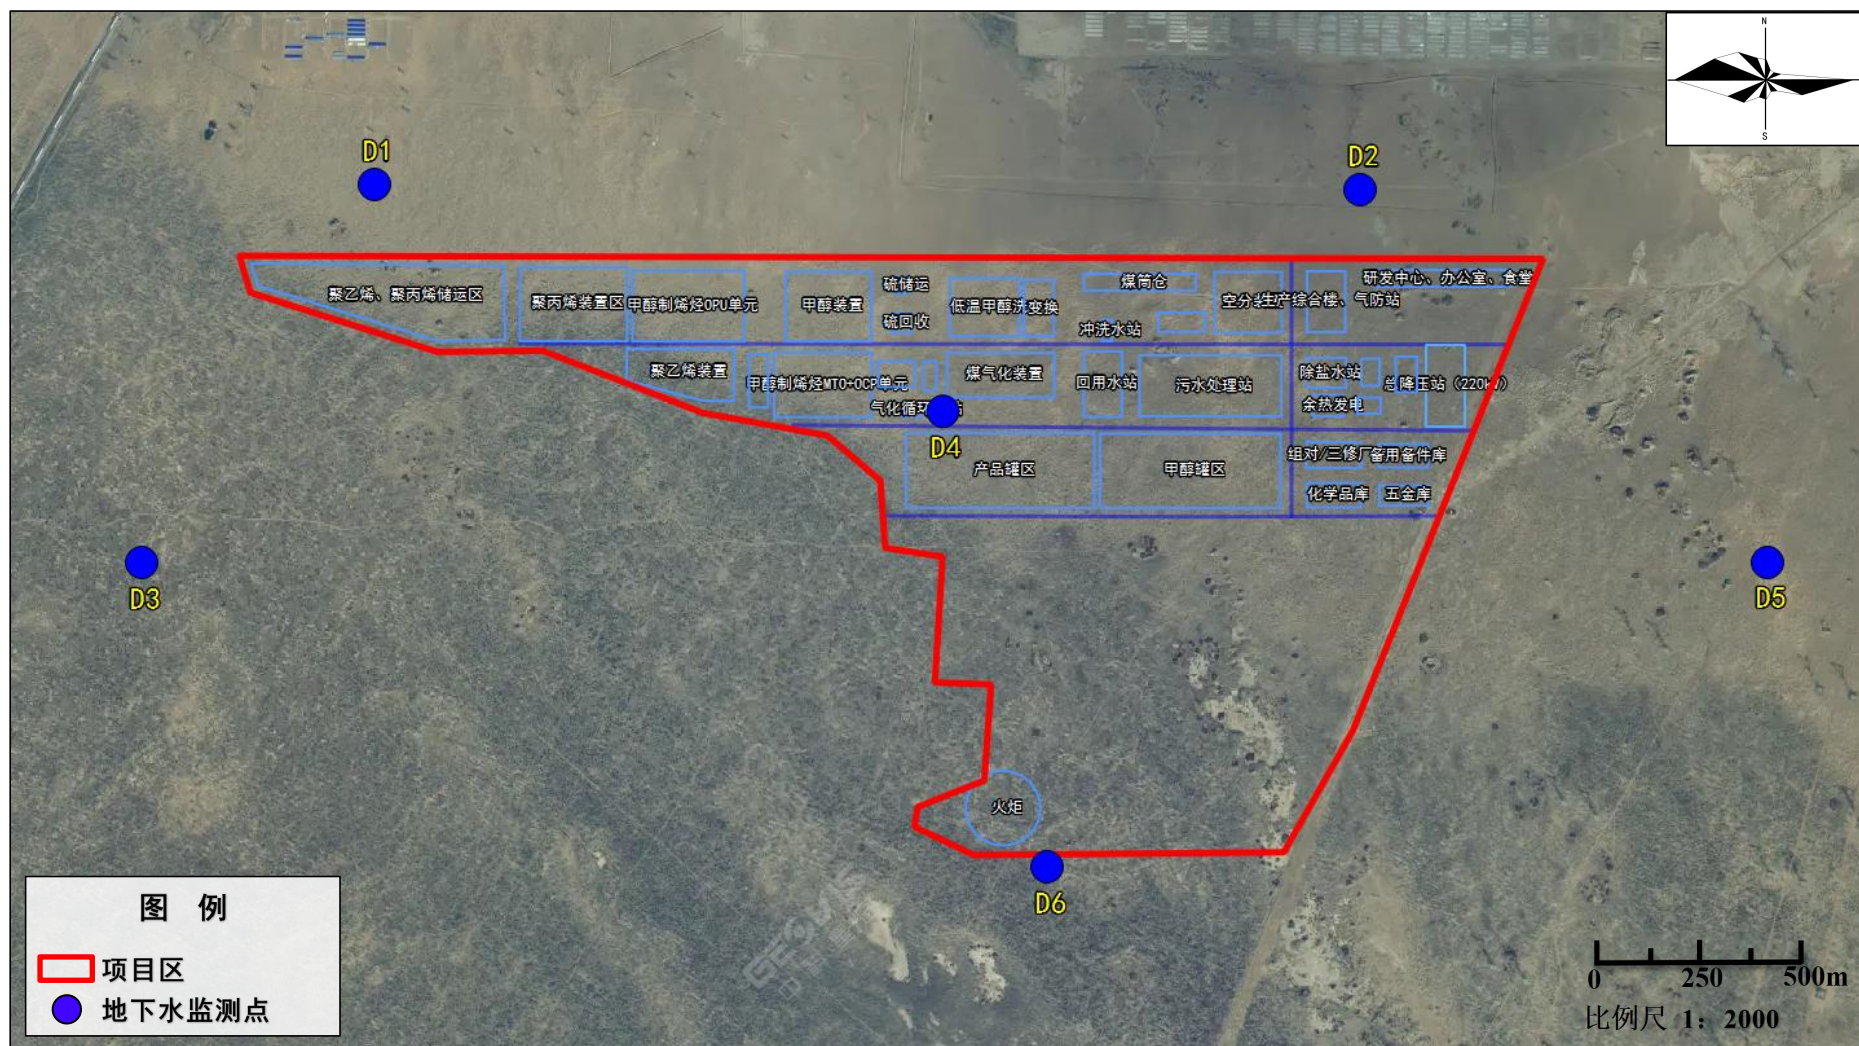 N
S
D1
D2
聚乙烯、聚丙烯储运区
聚丙烯装置区
甲醇制烯烃OPU单元
甲醇装置
硫储运
硫回收
低温甲醇洗
变换
煤筒仓
冲洗水站
生产综合楼、气防站
研发中心、办公室、食堂
聚乙烯装置
甲醇制烯烃MTO+OCP单元
气化循环
煤气化装置
回用水站
污水处理站
除盐水站
余热发电
总降压站（220kV）
D4
产品罐区
甲醇罐区
组对/三修厂
备用备件库
化学品库
五金库
D3
D5
火炬
D6
图 例
项目区
地下水监测点
0 250 500m
比例尺 1：2000